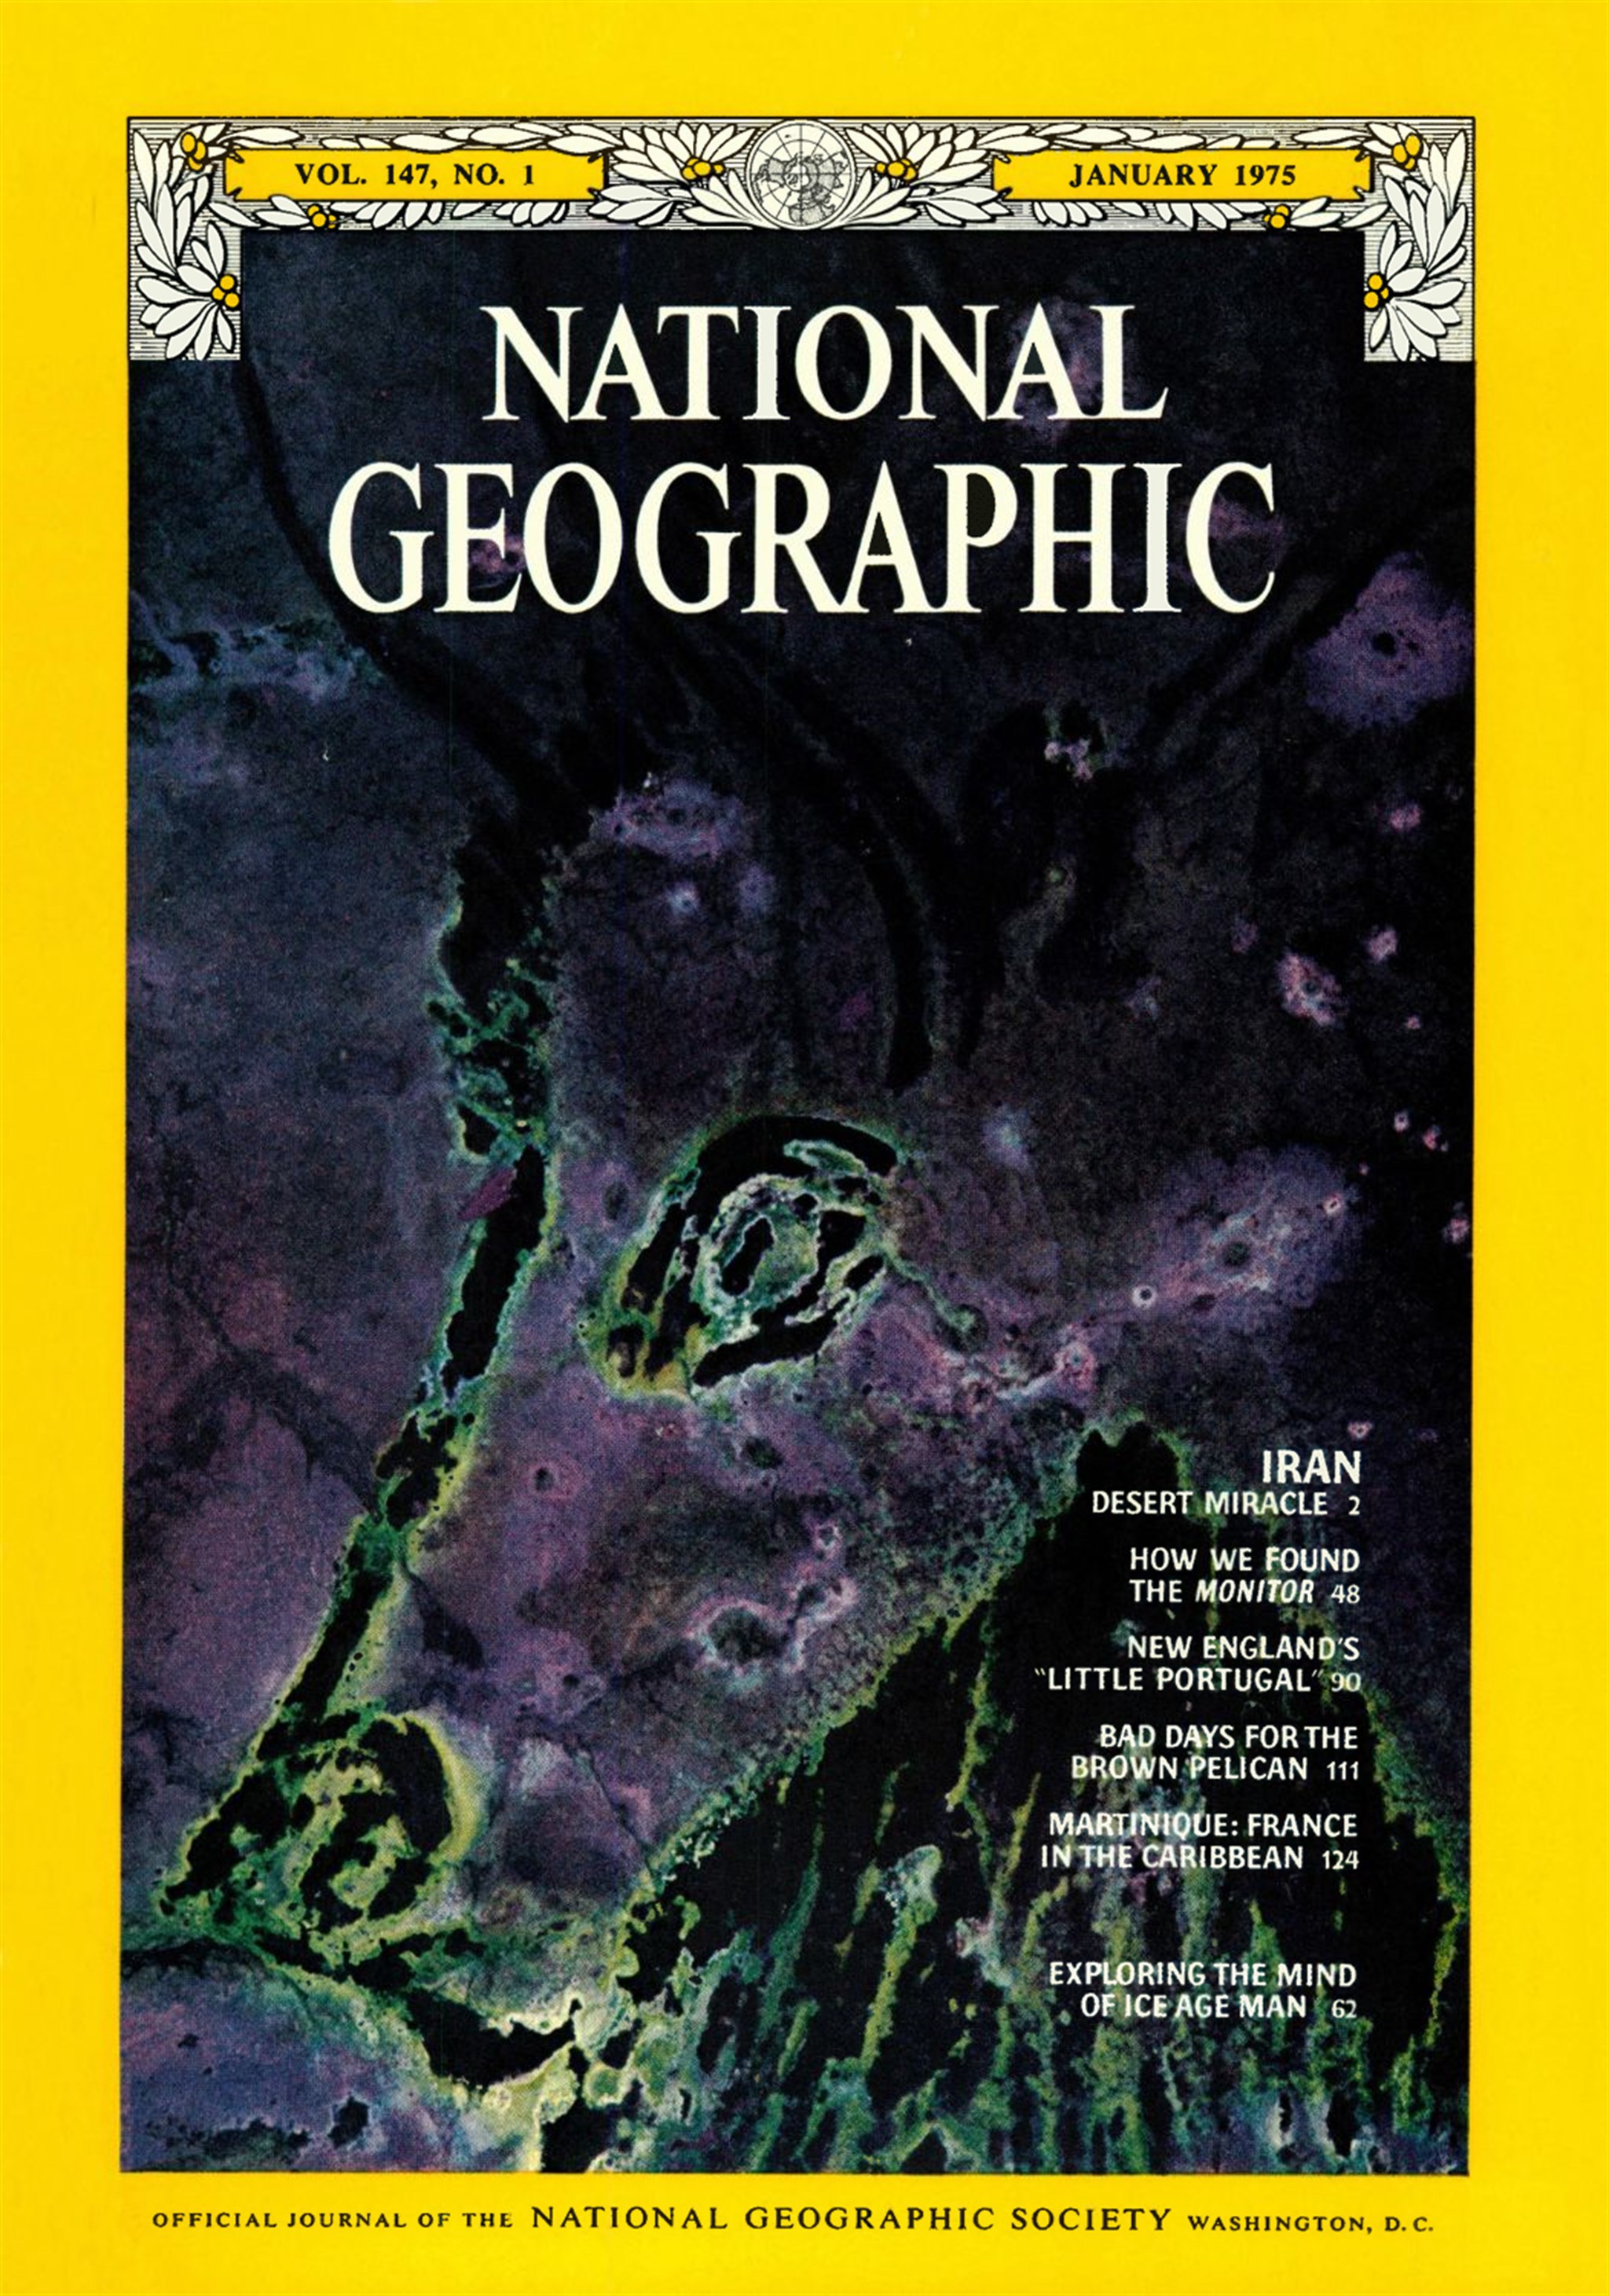 VOL. 147, NO. 1
JANUARY 1975
NATIONAL
GEOGRAPHIC
IRAN
DESERT MIRACLE 2
HOW WE FOUND
THE MONITOR 48
NEW ENGLAND'S
"LITTLE PORTUGAL" 90
BAD DAYS FOR THE
BROWN PELICAN 111
MARTINIQUE: FRANCE
IN THE CARIBBEAN 124
EXPLORING THE MIND
OF ICE AGE MAN 62
OFFICIAL JOURNAL OF THE NATIONAL GEOGRAPHIC SOCIETY WASHINGTON, D.C.